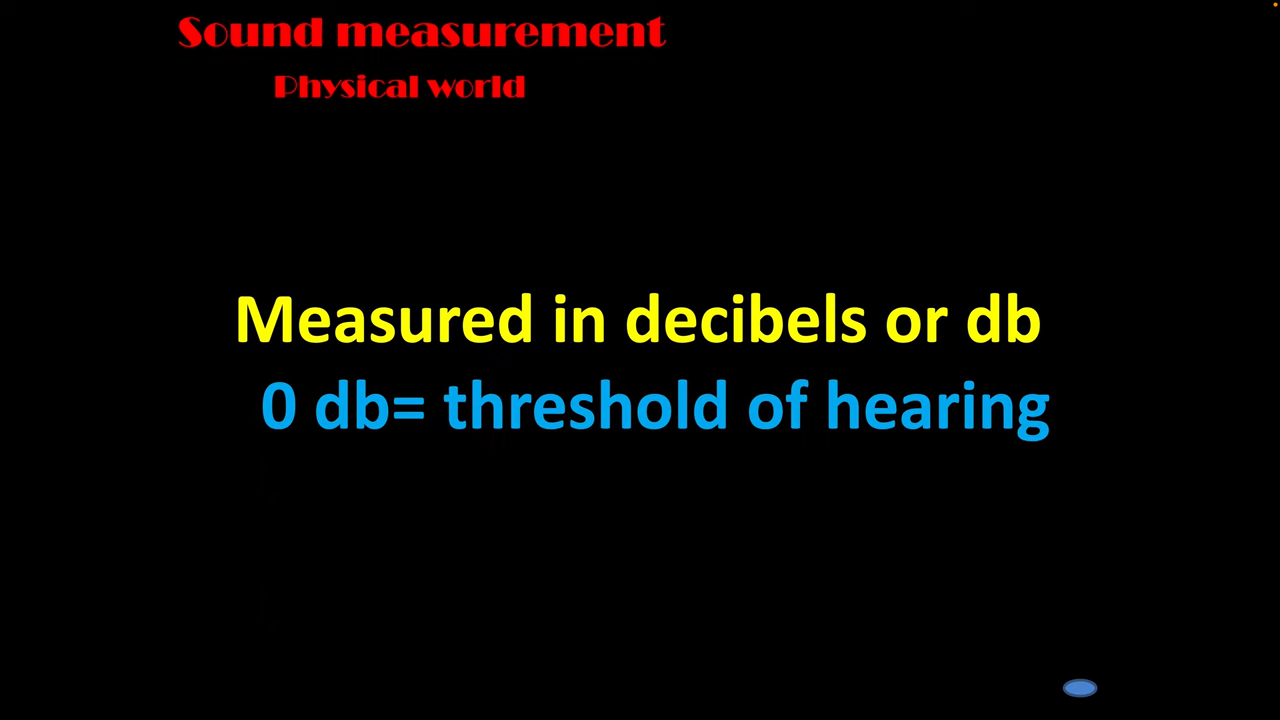 Sound measurement
Physical world
Measured in decibels or db
0 db= threshold of hearing